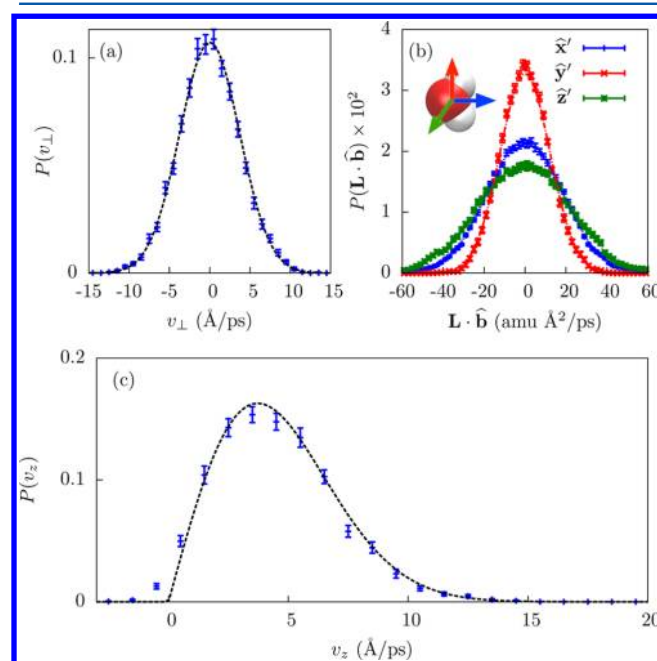 (a)
0.1
P(v⊥)
0
-15 -10 -5 0 5 10 15
v⊥ (Å/ps)
(b)
x̂′
ŷ′
ẑ′
4
3
2
1
0
P(L · b̂) × 10²
-60 -40 -20 0 20 40 60
L · b̂ (amu Å²/ps)
(c)
0.2
0.1
0
P(v_z)
0 5 10 15 20
v_z (Å/ps)